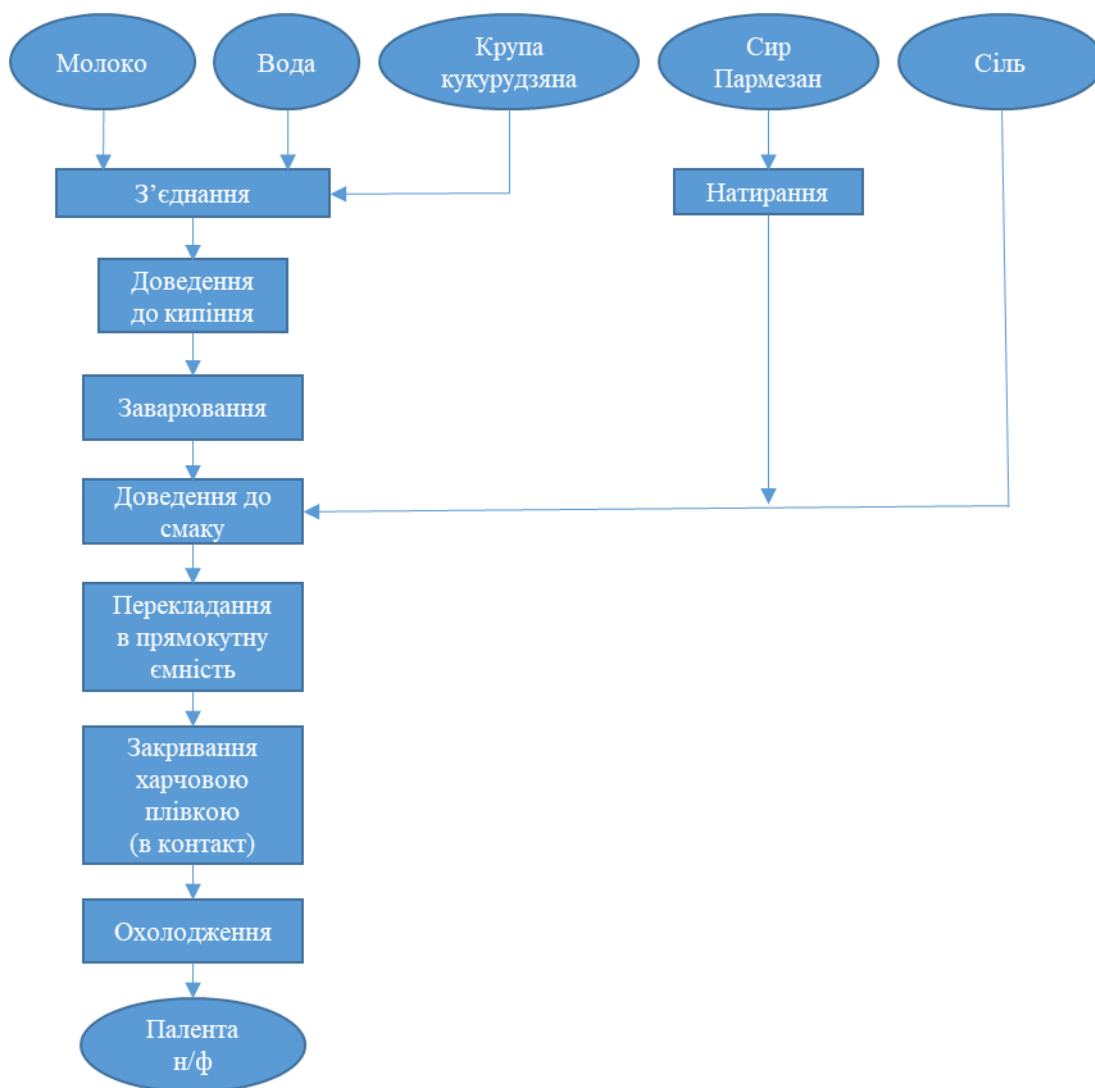 Молоко
Вода
Крупа
кукурудзяна
Сир
Пармезан
Сіль
З’єднання
Натирання
Доведення
до кипіння
Заварювання
Доведення до
смаку
Перекладання
в прямокутну
ємність
Закривання
харчовою
плівкою
(в контакт)
Охолодження
Палента
н/ф